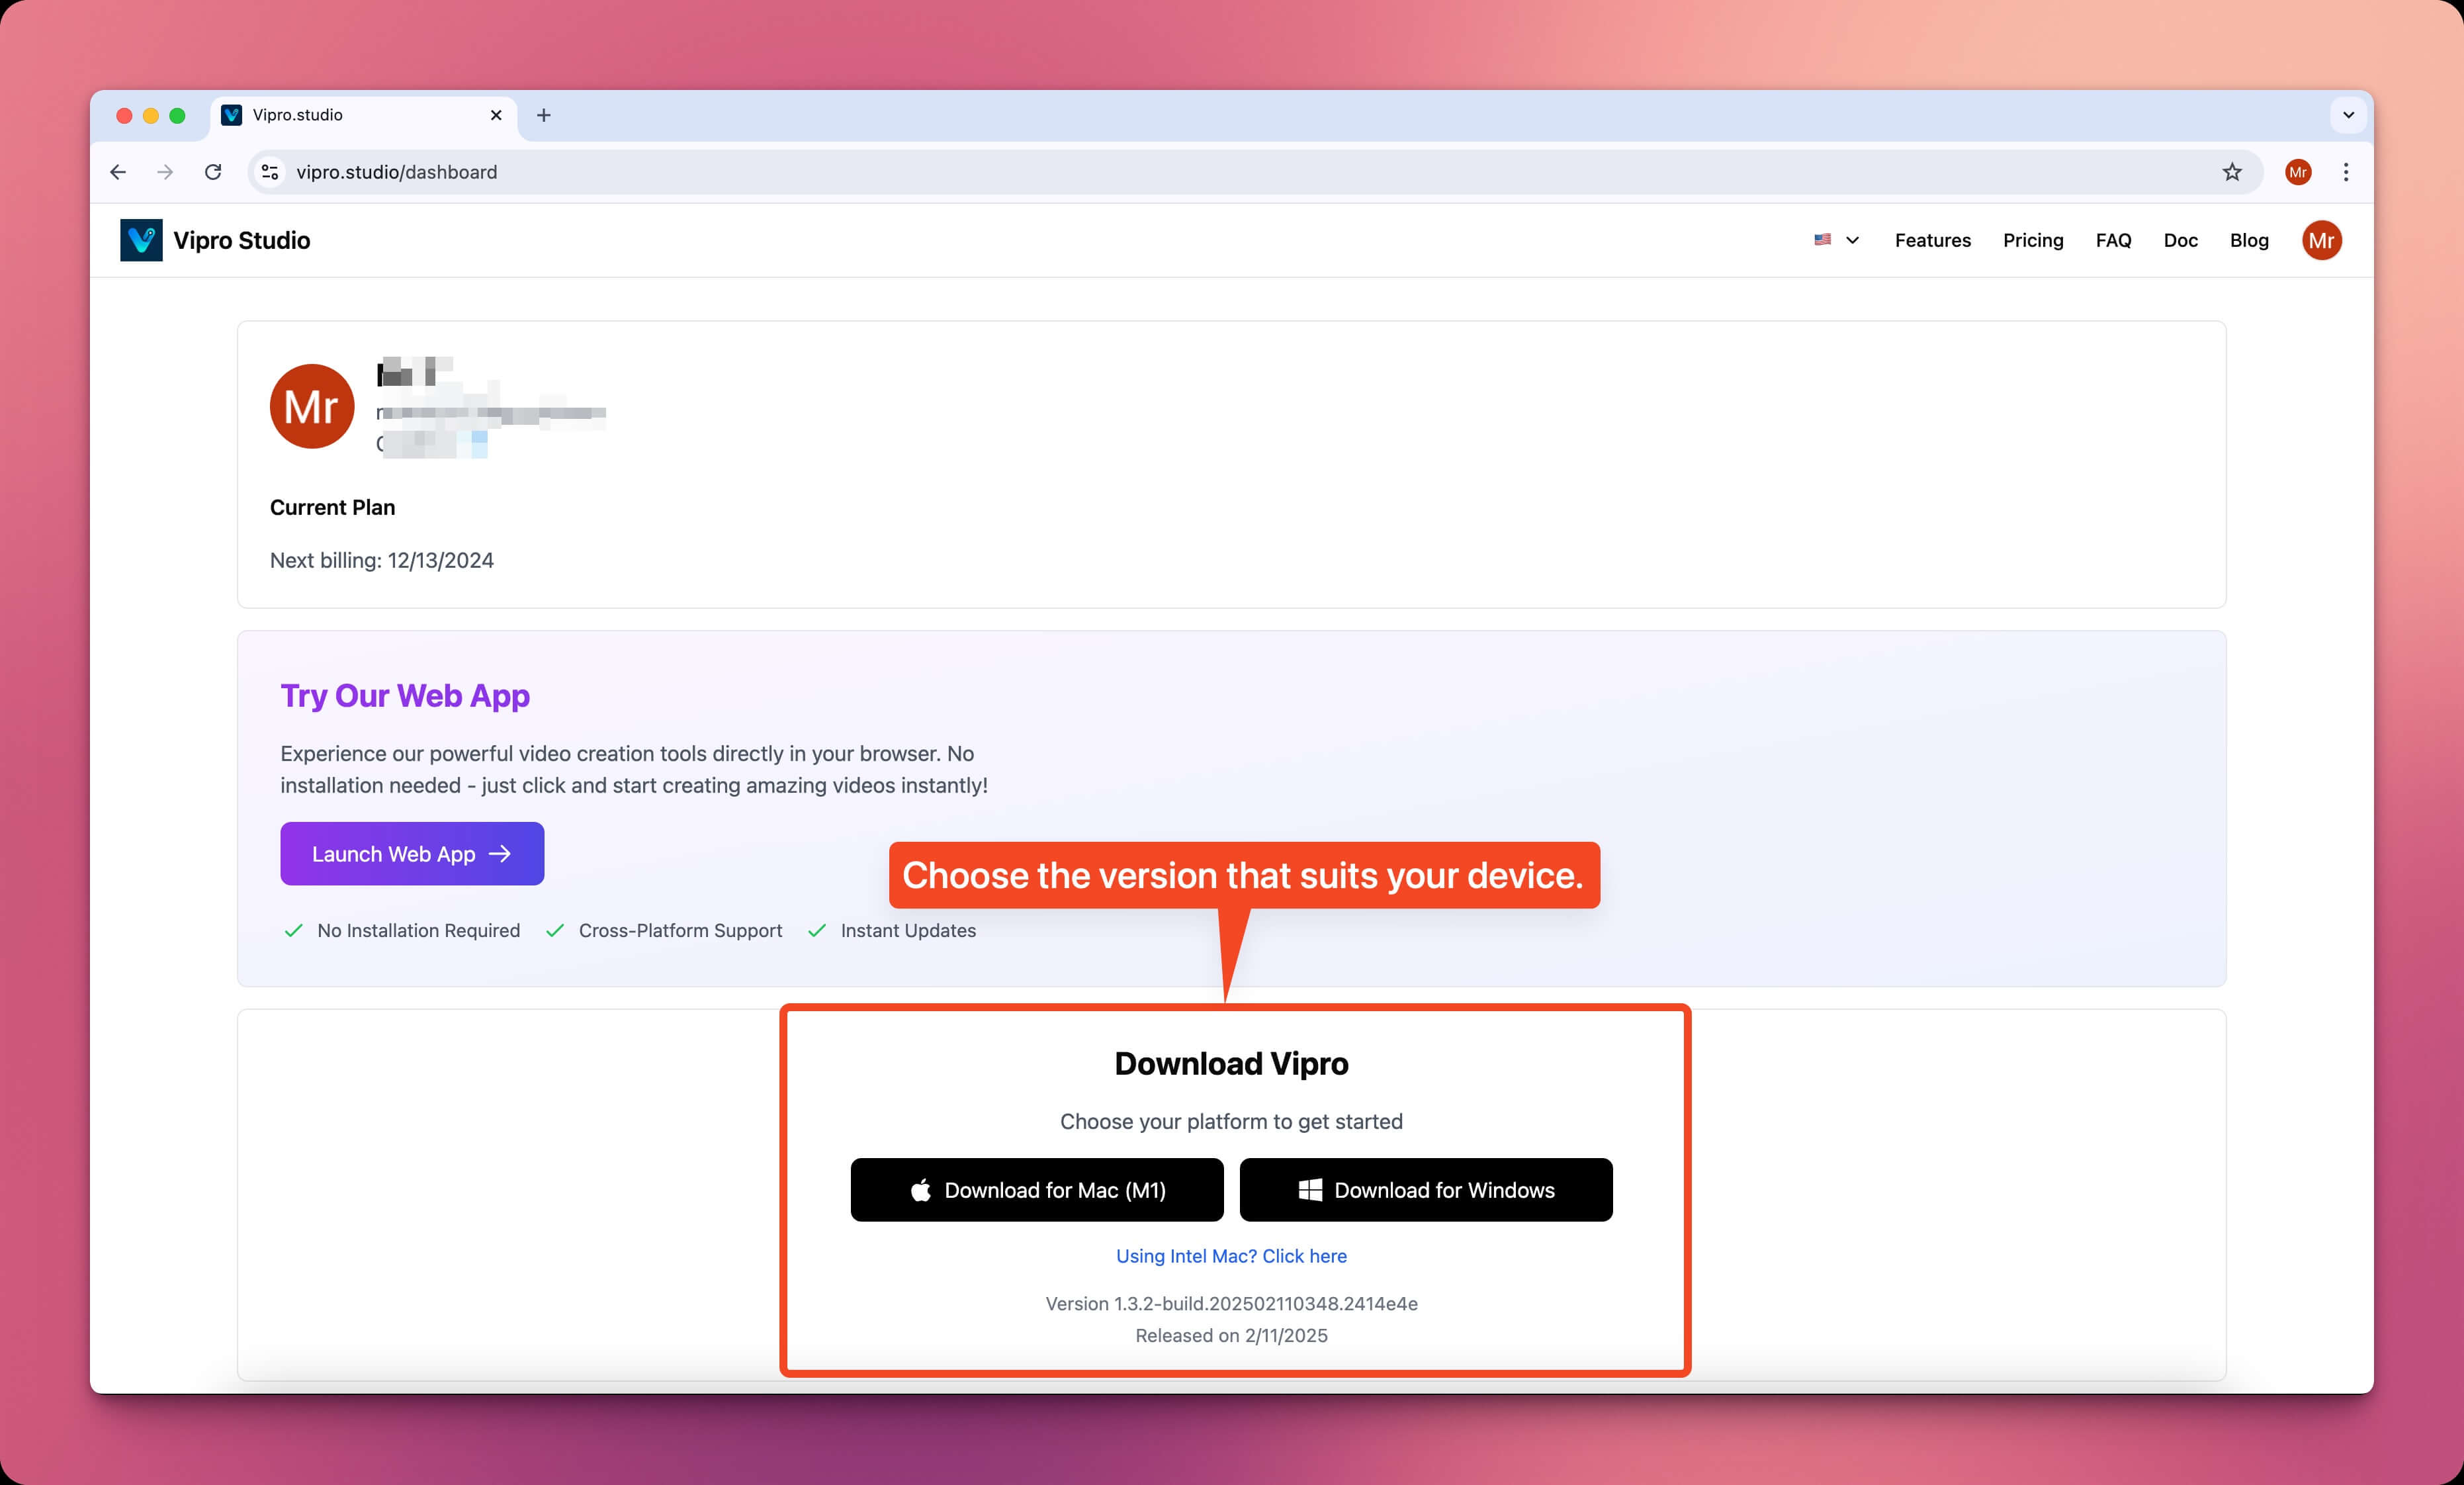 Vipro.studio
vipro.studio/dashboard
Mr
Vipro Studio
Features
Pricing
FAQ
Doc
Blog
Mr
Mr
Current Plan
Next billing: 12/13/2024
Try Our Web App
Experience our powerful video creation tools directly in your browser. No
installation needed - just click and start creating amazing videos instantly!
Launch Web App
Choose the version that suits your device.
No Installation Required
Cross-Platform Support
Instant Updates
Download Vipro
Choose your platform to get started
Download for Mac (M1)
Download for Windows
Using Intel Mac? Click here
Version 1.3.2-build.202502110348.2414e4e
Released on 2/11/2025